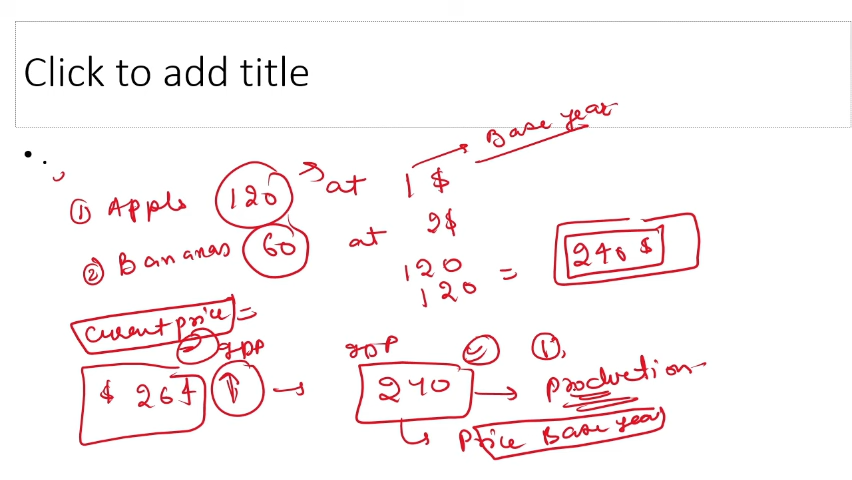 Click to add title
Base year
• .
① Apples 120 at 1 $
② Bananas 60 at 2$
120
120 = 240 $
current price =
gDP
gDP
①,
$ 264 ↑ → 240 → production
↳ price Base year